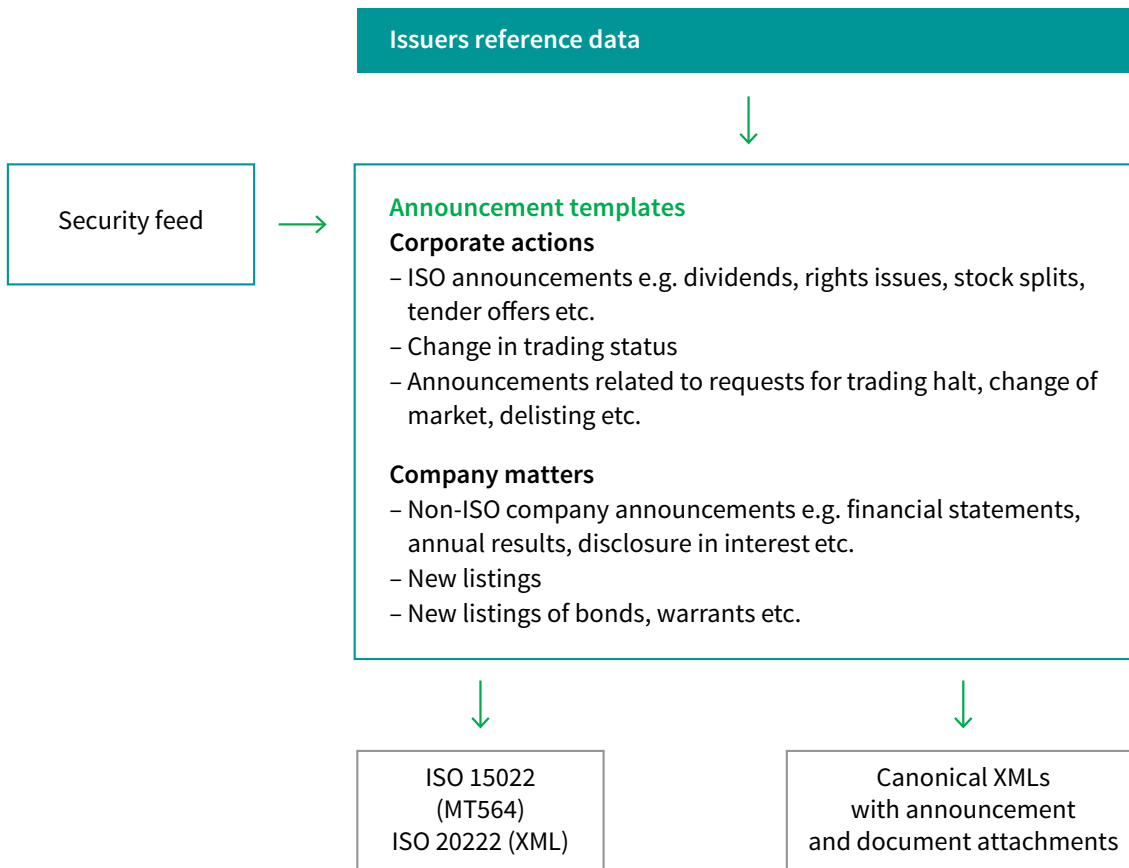 Issuers reference data
Security feed
Announcement templates
Corporate actions
– ISO announcements e.g. dividends, rights issues, stock splits,
tender offers etc.
– Change in trading status
– Announcements related to requests for trading halt, change of
market, delisting etc.
Company matters
– Non-ISO company announcements e.g. financial statements,
annual results, disclosure in interest etc.
– New listings
– New listings of bonds, warrants etc.
ISO 15022
(MT564)
ISO 20222 (XML)
Canonical XMLs
with announcement
and document attachments